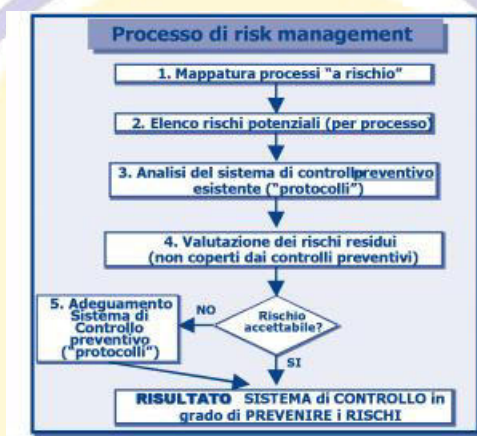 Processo di risk management
1. Mappatura processi "a rischio"
2. Elenco rischi potenziali (per processo)
3. Analisi del sistema di controllo preventivo
esistente ("protocolli")
4. Valutazione dei rischi residui
(non coperti dai controlli preventivi)
5. Adeguamento
Sistema di
Controllo
preventivo
("protocolli")
NO
Rischio
accettabile?
SI
RISULTATO SISTEMA di CONTROLLO in
grado di PREVENIRE i RISCHI